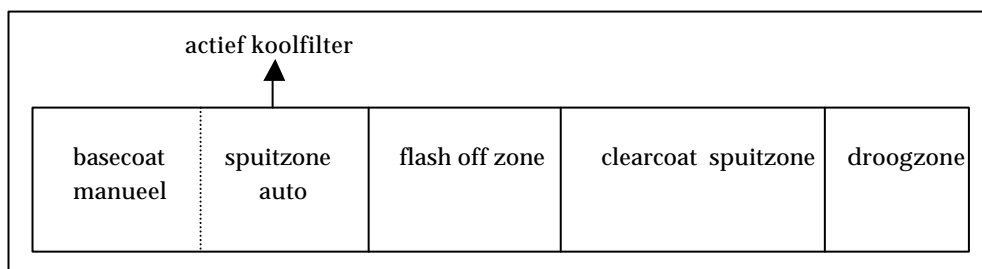 actief koolfilter
basecoat
manueel
spuitzone
auto
flash off zone
clearcoat spuitzone
droogzone